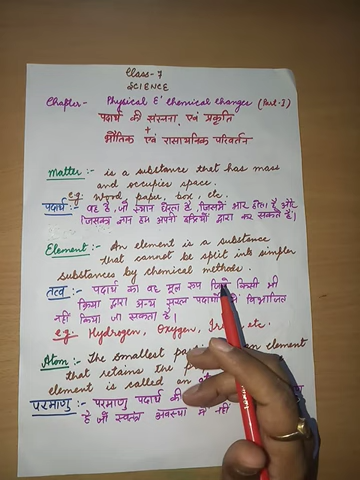 Class-7
SCIENCE
Chapter- Physical & Chemical Changes (Part-I)
पदार्थ की संरचना एवं प्रकृति
+
भौतिक एवं रासायनिक परिवर्तन
Matter:- is a substance that has mass
and occupies space.
e.g. Wood, paper, box, etc.
पदार्थ:- वह है, जो स्थान घेरता है, जिसमें भार होता है और
(जिसका ज्ञान हम अपनी इंद्रियों द्वारा कर सकते हैं।
Element:- An element is a substance
that cannot be split into simpler
substances by chemical methods.
तत्व:- पदार्थ का वह मूल रूप जिसे किसी भी
क्रिया द्वारा अन्य सरल में विभाजित
नहीं किया जा सकता है।
e.g. Hydrogen, Oxygen, etc.
Atom:- The smallest an element
that retains the
element is called an
परमाणु:- परमाणु पदार्थ की
है जो स्वतंत्र अवस्था में नहीं